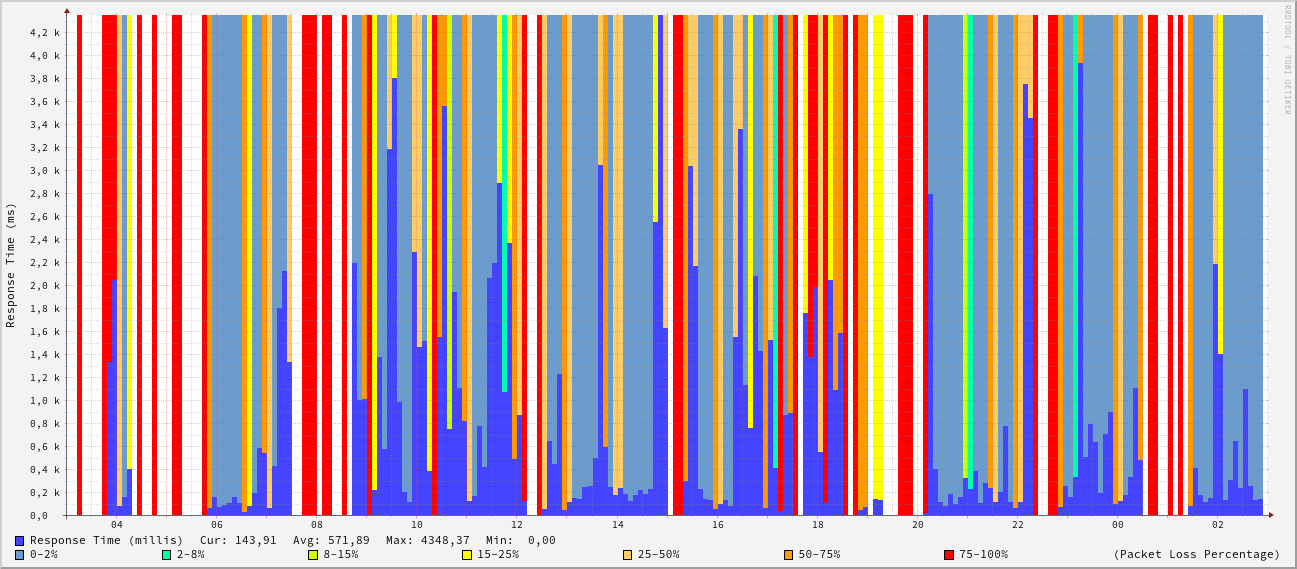 RRDTOOL / TOBI OETIKER
Response Time (ms)
4,2 k
4,0 k
3,8 k
3,6 k
3,4 k
3,2 k
3,0 k
2,8 k
2,6 k
2,4 k
2,2 k
2,0 k
1,8 k
1,6 k
1,4 k
1,2 k
1,0 k
0,8 k
0,6 k
0,4 k
0,2 k
0,0
04 06 08 10 12 14 16 18 20 22 00 02
Response Time (millis) Cur: 143,91 Avg: 571,89 Max: 4348,37 Min: 0,00
0-2% 2-8% 8-15% 15-25% 25-50% 50-75% 75-100% (Packet Loss Percentage)